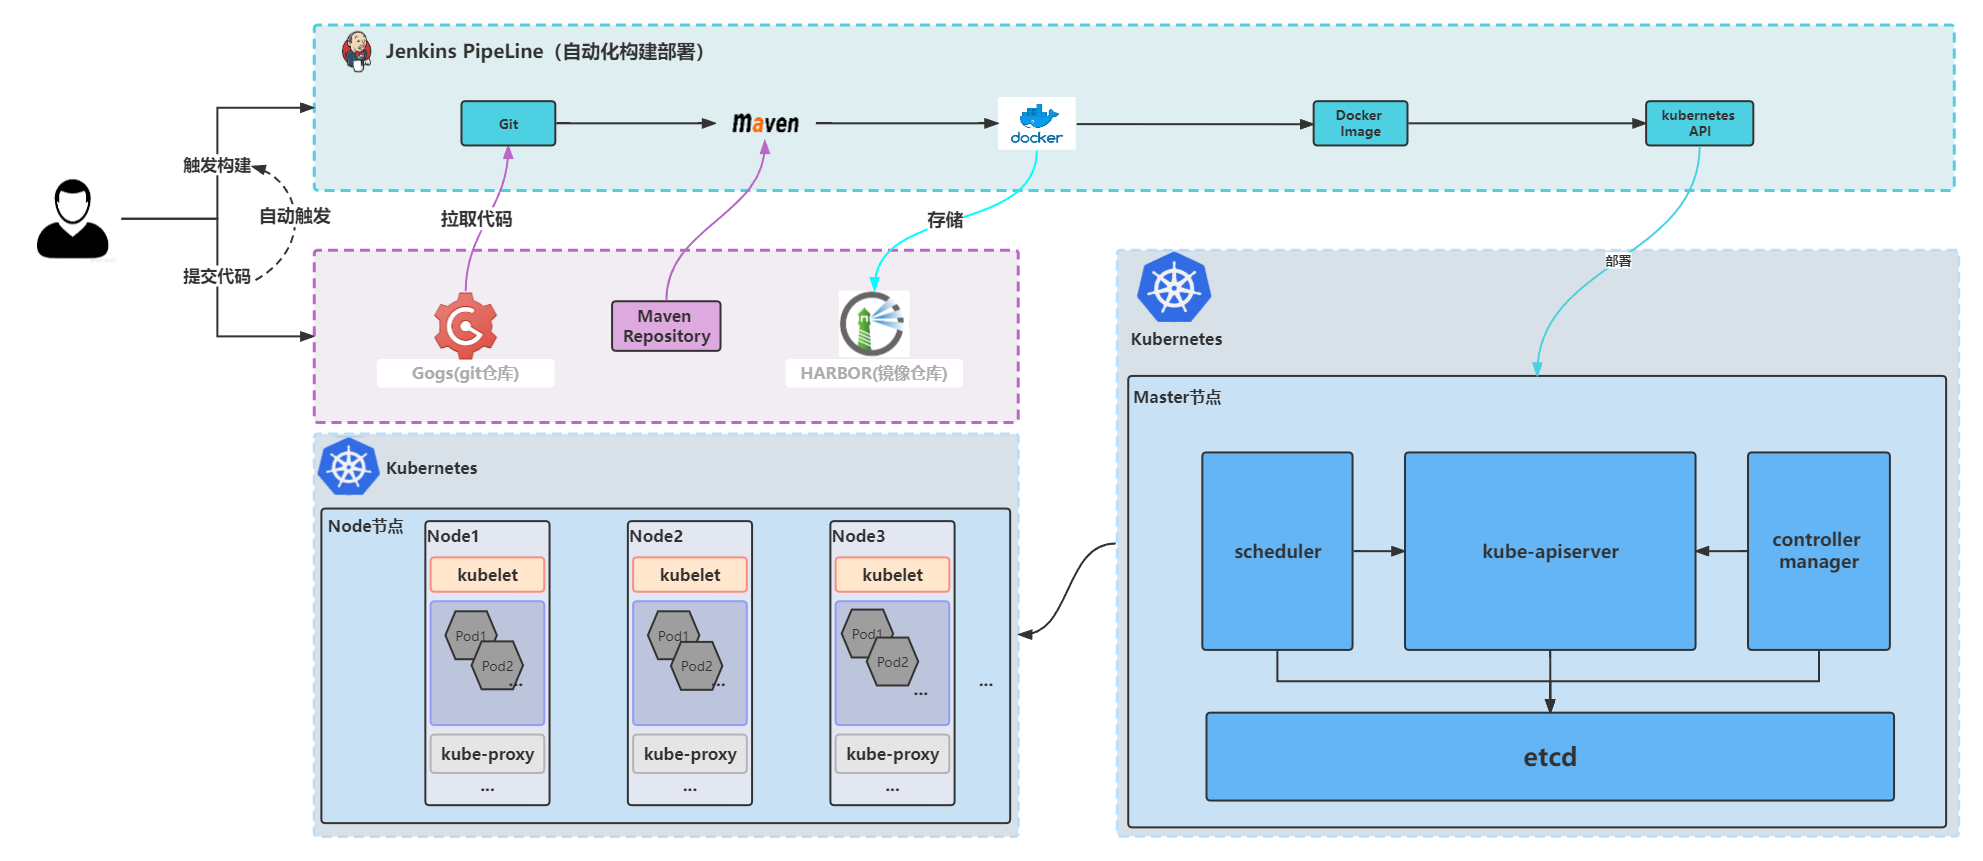 Jenkins PipeLine（自动化构建部署）
Git
maven
docker
Docker
Image
kubernetes
API
触发构建
自动触发
提交代码
拉取代码
存储
部署
Gogs(git仓库)
Maven
Repository
HARBOR(镜像仓库)
Kubernetes
Master节点
scheduler
kube-apiserver
controller
manager
etcd
Kubernetes
Node节点
Node1
kubelet
Pod1
Pod2
...
kube-proxy
...
Node2
kubelet
Pod1
Pod2
...
kube-proxy
...
Node3
kubelet
Pod1
Pod2
...
kube-proxy
...
...